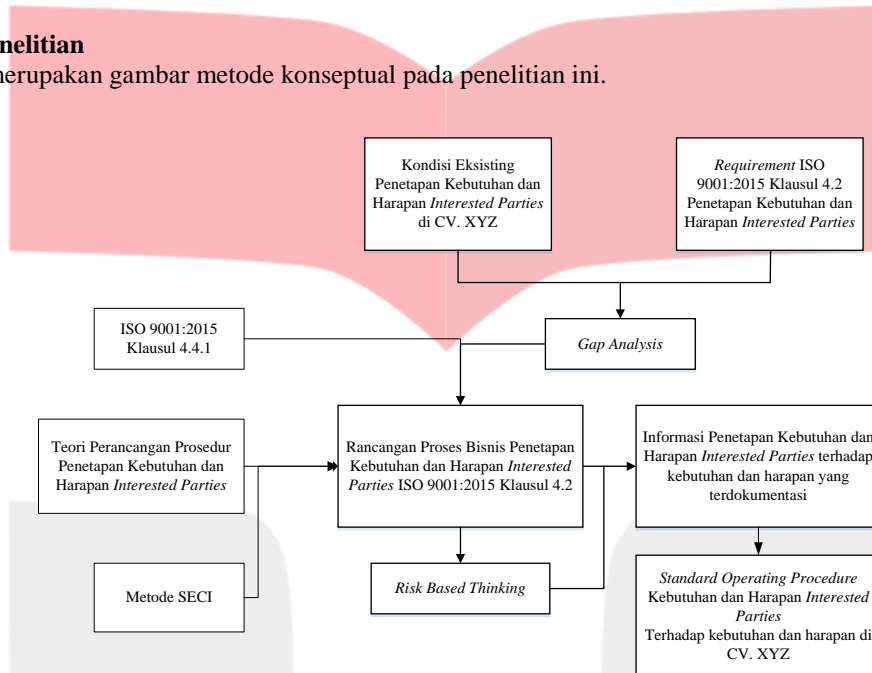 nelitian
merupakan gambar metode konseptual pada penelitian ini.
Kondisi Eksisting
Penetapan Kebutuhan dan
Harapan Interested Parties
di CV. XYZ
Requirement ISO
9001:2015 Klausul 4.2
Penetapan Kebutuhan dan
Harapan Interested Parties
ISO 9001:2015
Klausul 4.4.1
Gap Analysis
Teori Perancangan Prosedur
Penetapan Kebutuhan dan
Harapan Interested Parties
Rancangan Proses Bisnis Penetapan
Kebutuhan dan Harapan Interested
Parties ISO 9001:2015 Klausul 4.2
Informasi Penetapan Kebutuhan dan
Harapan Interested Parties terhadap
kebutuhan dan harapan yang
terdokumentasi
Metode SECI
Risk Based Thinking
Standard Operating Procedure
Kebutuhan dan Harapan Interested
Parties
Terhadap kebutuhan dan harapan di
CV. XYZ